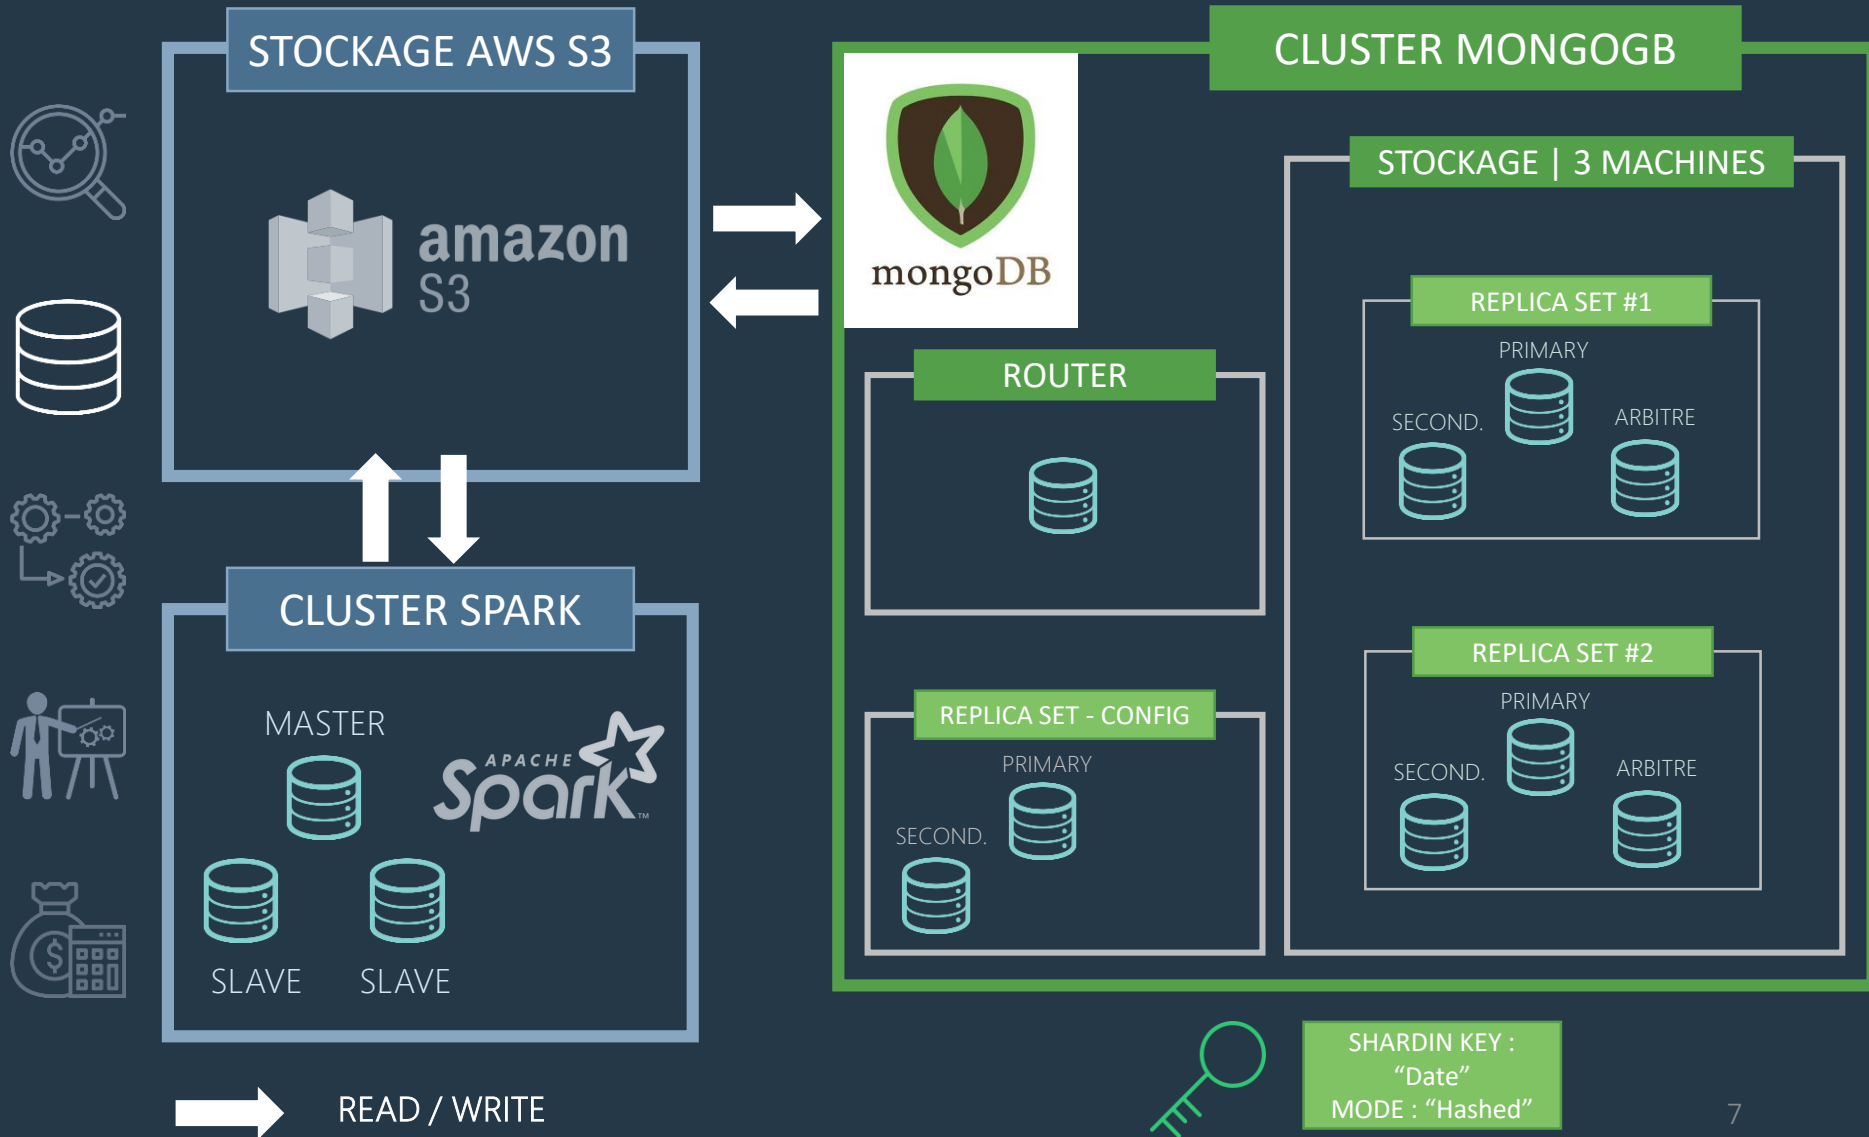 STOCKAGE AWS S3
amazon
S3
CLUSTER SPARK
MASTER
APACHE
Spark™
SLAVE
SLAVE
READ / WRITE
CLUSTER MONGOGB
mongoDB
ROUTER
REPLICA SET - CONFIG
PRIMARY
SECOND.
STOCKAGE | 3 MACHINES
REPLICA SET #1
PRIMARY
SECOND.
ARBITRE
REPLICA SET #2
PRIMARY
SECOND.
ARBITRE
SHARDIN KEY :
“Date”
MODE : “Hashed”
7